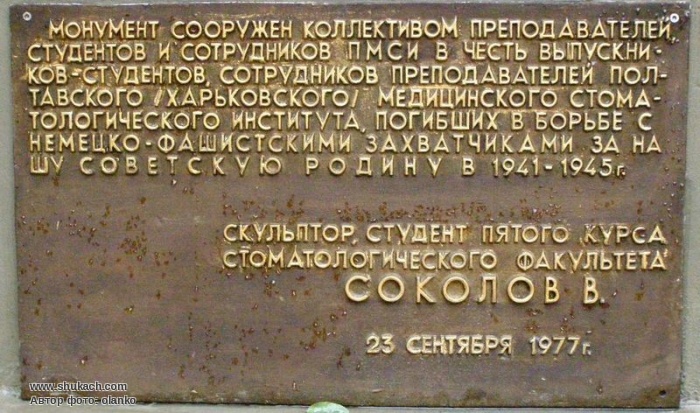 МОНУМЕНТ СООРУЖЕН КОЛЛЕКТИВОМ ПРЕПОДАВАТЕЛЕЙ,
СТУДЕНТОВ И СОТРУДНИКОВ ПМСИ В ЧЕСТЬ ВЫПУСКНИ-
КОВ-СТУДЕНТОВ, СОТРУДНИКОВ ПРЕПОДАВАТЕЛЕЙ ПОЛ-
ТАВСКОГО /ХАРЬКОВСКОГО/ МЕДИЦИНСКОГО СТОМА-
ТОЛОГИЧЕСКОГО ИНСТИТУТА, ПОГИБШИХ В БОРЬБЕ С
НЕМЕЦКО-ФАШИСТСКИМИ ЗАХВАТЧИКАМИ ЗА НА
ШУ СОВЕТСКУЮ РОДИНУ В 1941-1945г.
СКУЛЬПТОР, СТУДЕНТ ПЯТОГО КУРСА
СТОМАТОЛОГИЧЕСКОГО ФАКУЛЬТЕТА
СОКОЛОВ В.
23 СЕНТЯБРЯ 1977г.
www.shukach.com
Автор фото: olanko